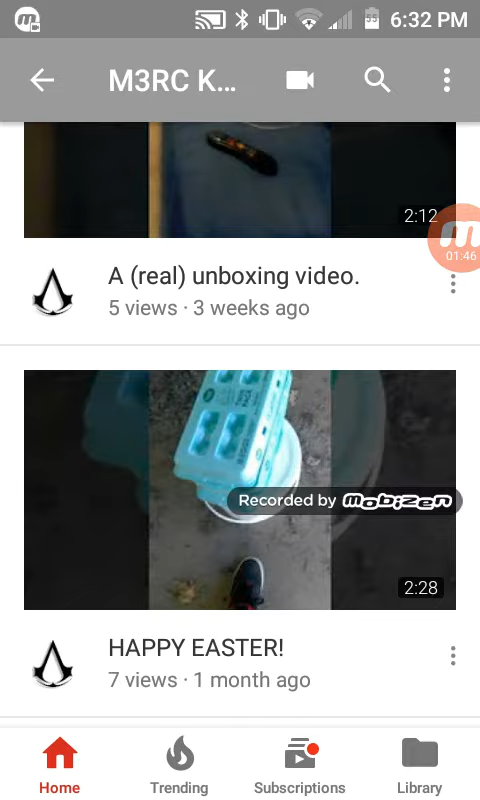 6:32 PM
M3RC K...
2:12
01:46
A (real) unboxing video.
5 views · 3 weeks ago
Recorded by mobizen
2:28
HAPPY EASTER!
7 views · 1 month ago
Home
Trending
Subscriptions
Library